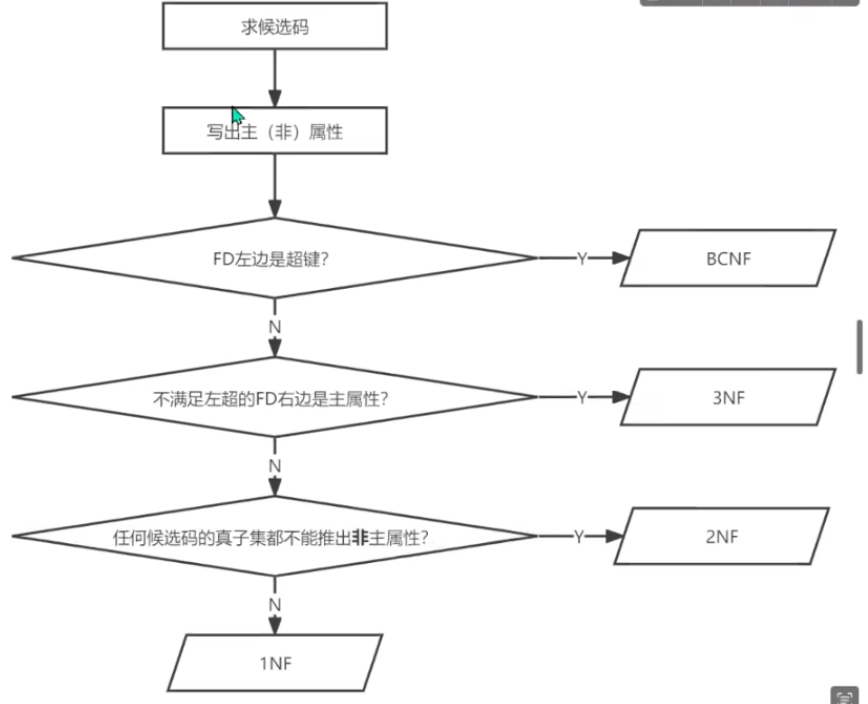 求候选码
写出主（非）属性
FD左边是超键?
Y
BCNF
N
不满足左超的FD右边是主属性?
Y
3NF
N
任何候选码的真子集都不能推出非主属性?
Y
2NF
N
1NF